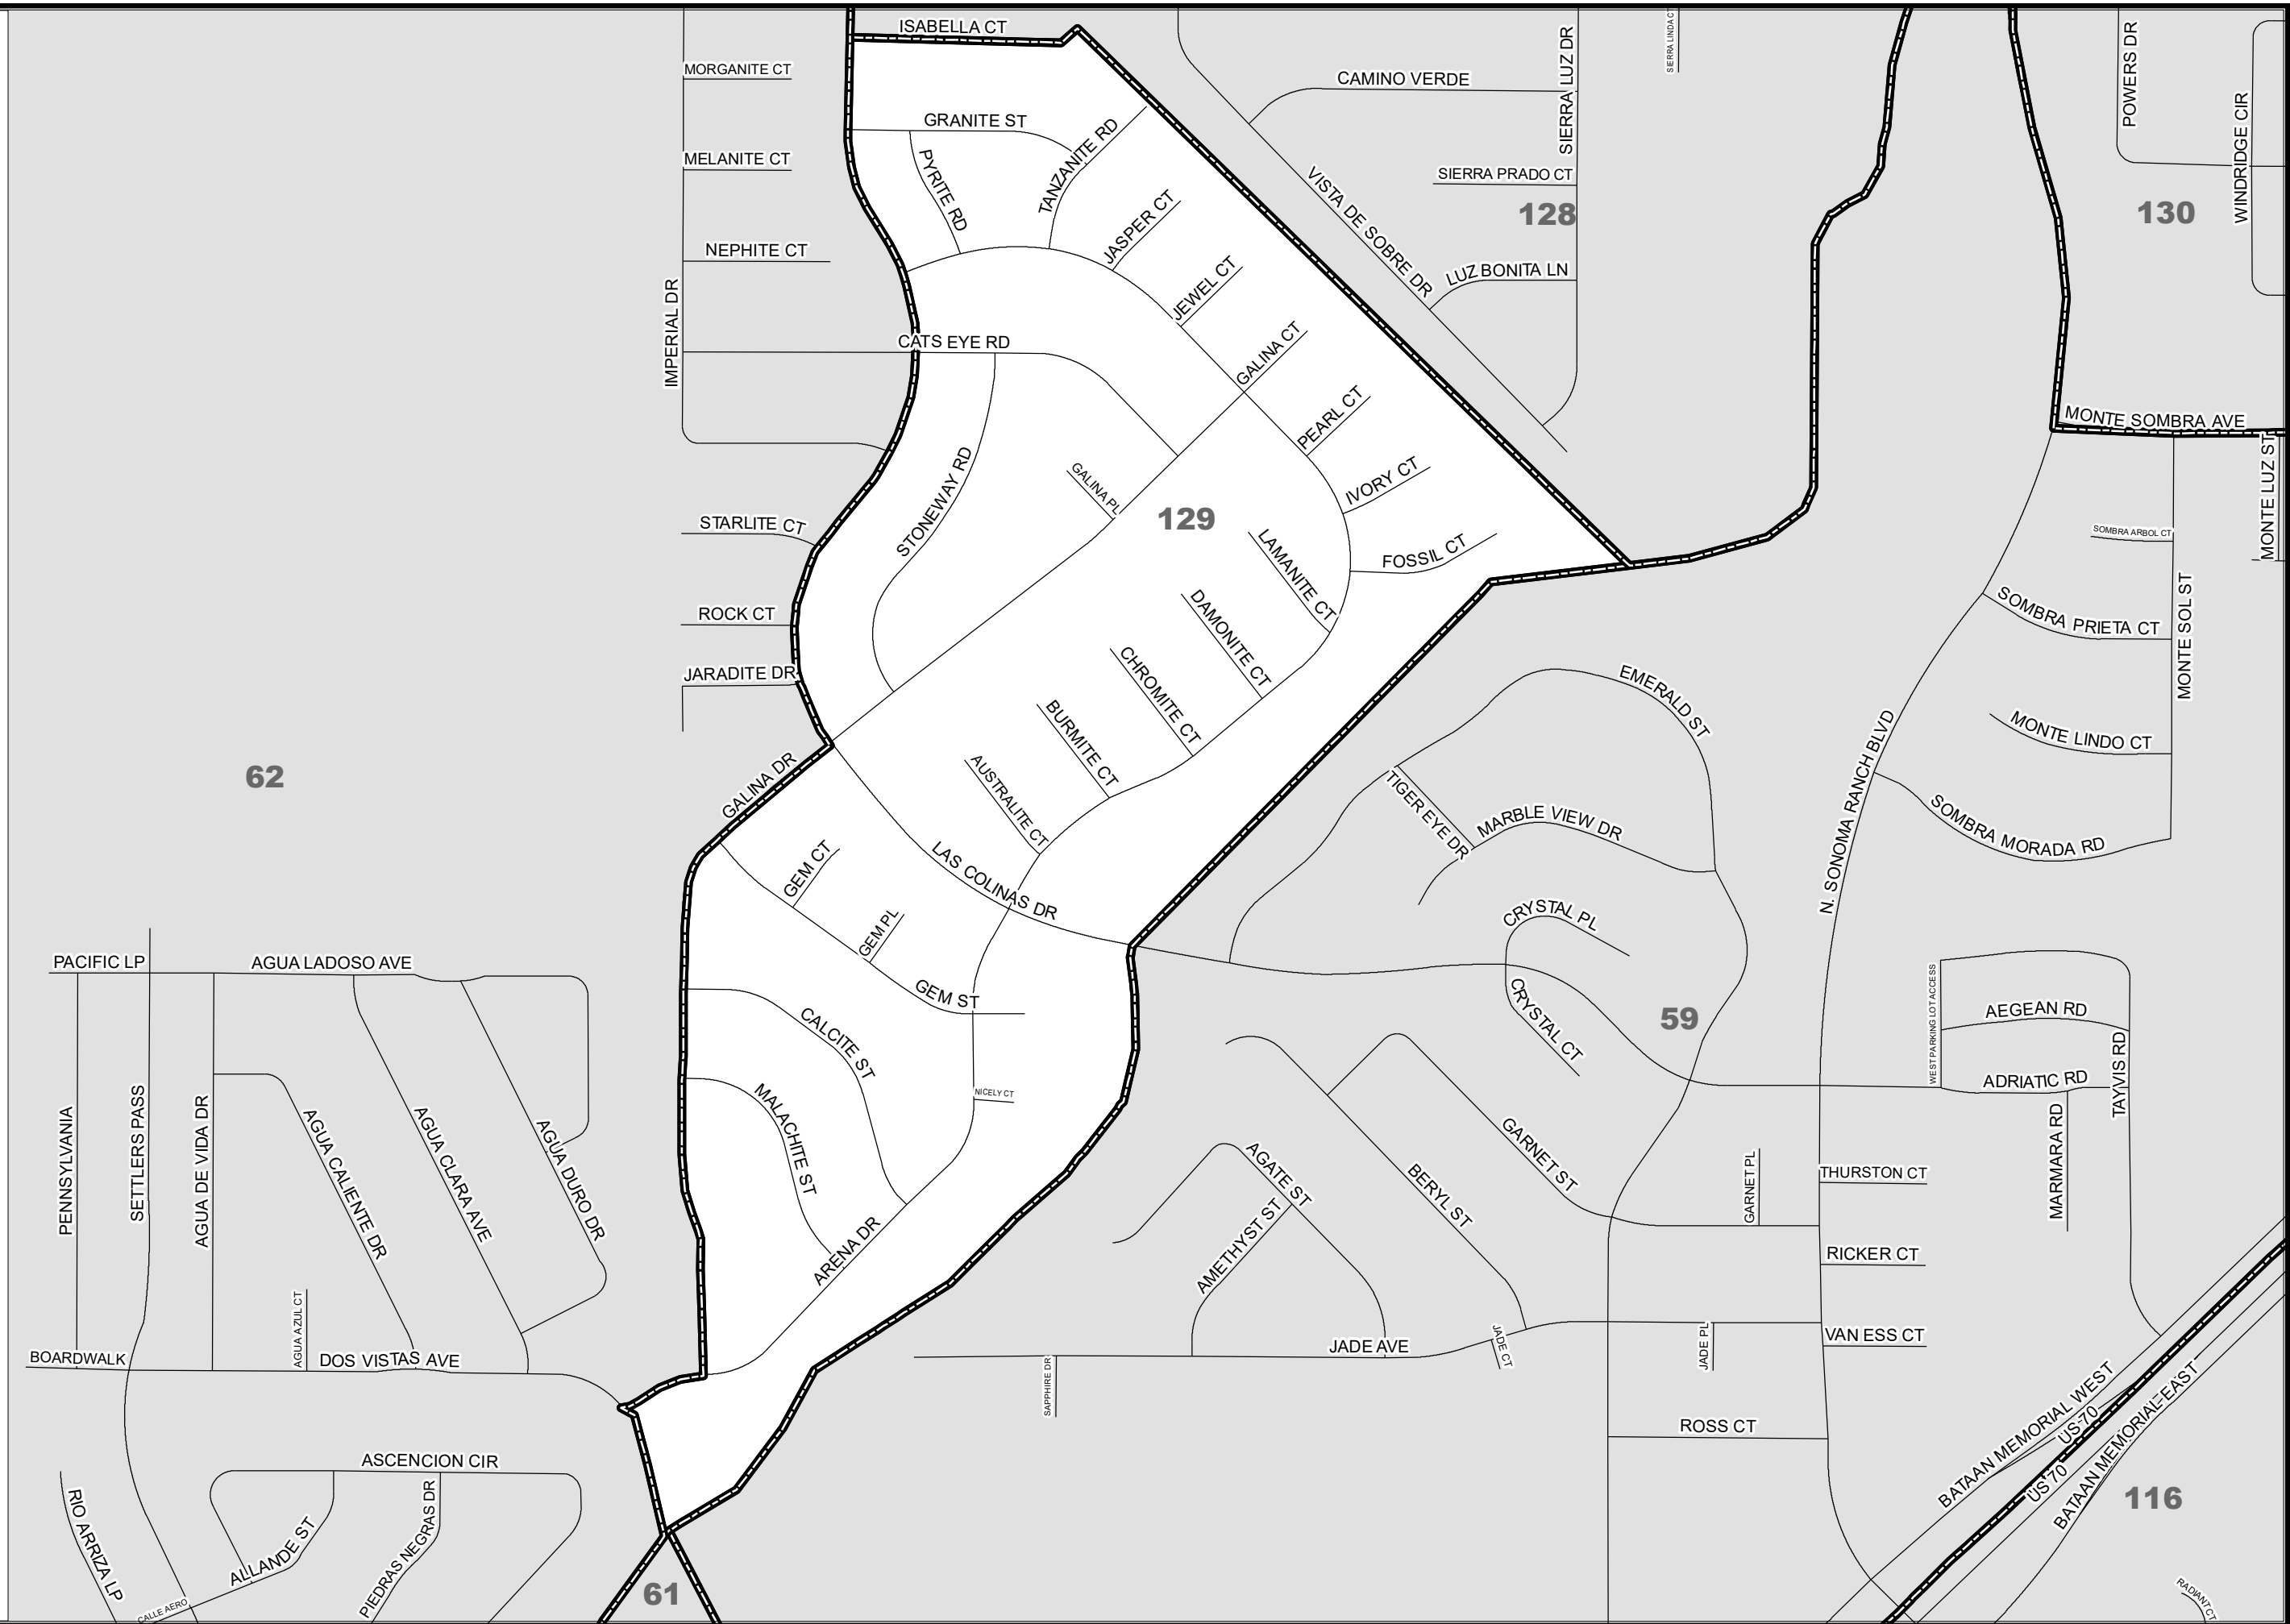 ISABELLA CT
MORGANITE CT
CAMINO VERDE
SIERRA LUZ DR
SIERRA LINDA CT
POWERS DR
WINDRIDGE CIR
GRANITE ST
TANZANITE RD
PYRITE RD
MELANITE CT
SIERRA PRADO CT
128
130
VISTA DE SOBRE DR
JASPER CT
NEPHITE CT
JEWEL CT
LUZ BONITA LN
IMPERIAL DR
CATS EYE RD
GALINA CT
PEARL CT
MONTE SOMBRA AVE
MONTE LUZ ST
STONEWAY RD
GALINA PL
IVORY CT
129
STARLITE CT
FOSSIL CT
LAMANITE CT
SOMBRA ARBOL CT
ROCK CT
DAMONITE CT
SOMBRA PRIETA CT
MONTE SOL ST
JARADITE DR
CHROMITE CT
EMERALD ST
BURMITE CT
MONTE LINDO CT
N. SONOMA RANCH BLVD
62
GALINA DR
AUSTRALITE CT
TIGER EYE DR
MARBLE VIEW DR
SOMBRA MORADA RD
GEM CT
LAS COLINAS DR
GEM PL
CRYSTAL PL
PACIFIC LP
AGUA LADOSO AVE
GEM ST
CRYSTAL CT
59
WEST PARKING LOT ACCESS
AEGEAN RD
CALCITE ST
TAYVIS RD
ADRIATIC RD
NICELY CT
MALACHITE ST
MARMARA RD
PENNSYLVANIA
SETTLERS PASS
AGUA DE VIDA DR
AGUA CALIENTE DR
AGUA CLARA AVE
AGUA DURO DR
AGATE ST
BERYL ST
GARNET ST
GARNET PL
THURSTON CT
AMETHYST ST
ARENA DR
RICKER CT
AGUA AZUL CT
BOARDWALK
DOS VISTAS AVE
JADE AVE
JADE CT
JADE PL
VAN ESS CT
SAPPHIRE DR
ROSS CT
BATAAN MEMORIAL WEST
US 70
US 70
BATAAN MEMORIAL EAST
ASCENCION CIR
RIO ARRIZA LP
ALLANDE ST
PIEDRAS NEGRAS DR
116
CALLE AERO
61
RADIANT CT